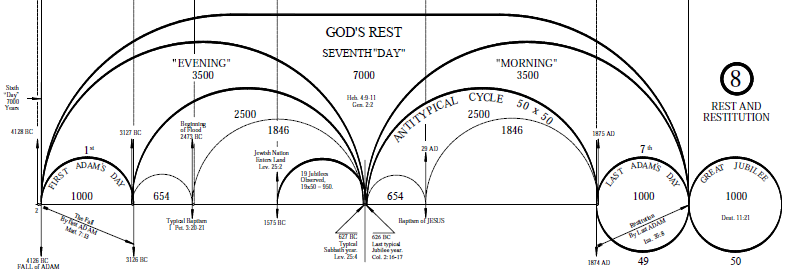 GOD'S REST
SEVENTH "DAY"
7000
Heb. 4:9-11
Gen. 2:2
"EVENING"
3500
"MORNING"
3500
8
REST AND
RESTITUTION
Sixth
"Day"
7000
Years
4128 BC
3127 BC
Beginning
of Flood
2473 BC
2500
1846
ANTITYPICAL CYCLE 50 x 50
2500
1846
1875 AD
29 AD
1st
FIRST ADAM'S DAY
1000
654
Jewish Nation
Enters Land
Lev. 25:2
19 Jubilees
Observed,
19x50 = 950.
654
7th
LAST ADAM'S DAY
1000
GREAT JUBILEE
1000
Deut. 11:21
2
The Fall
By first ADAM
Matt. 7:13
Typical Baptism
1 Pet. 3:20-21
1575 BC
Baptism of JESUS
Restitution
By Last ADAM
Isa. 35:8
4126 BC
FALL of ADAM
3126 BC
627 BC
Typical
Sabbath year.
Lev. 25:4
626 BC
Last typical
Jubilee year.
Col. 2:16-17
1874 AD
49
50